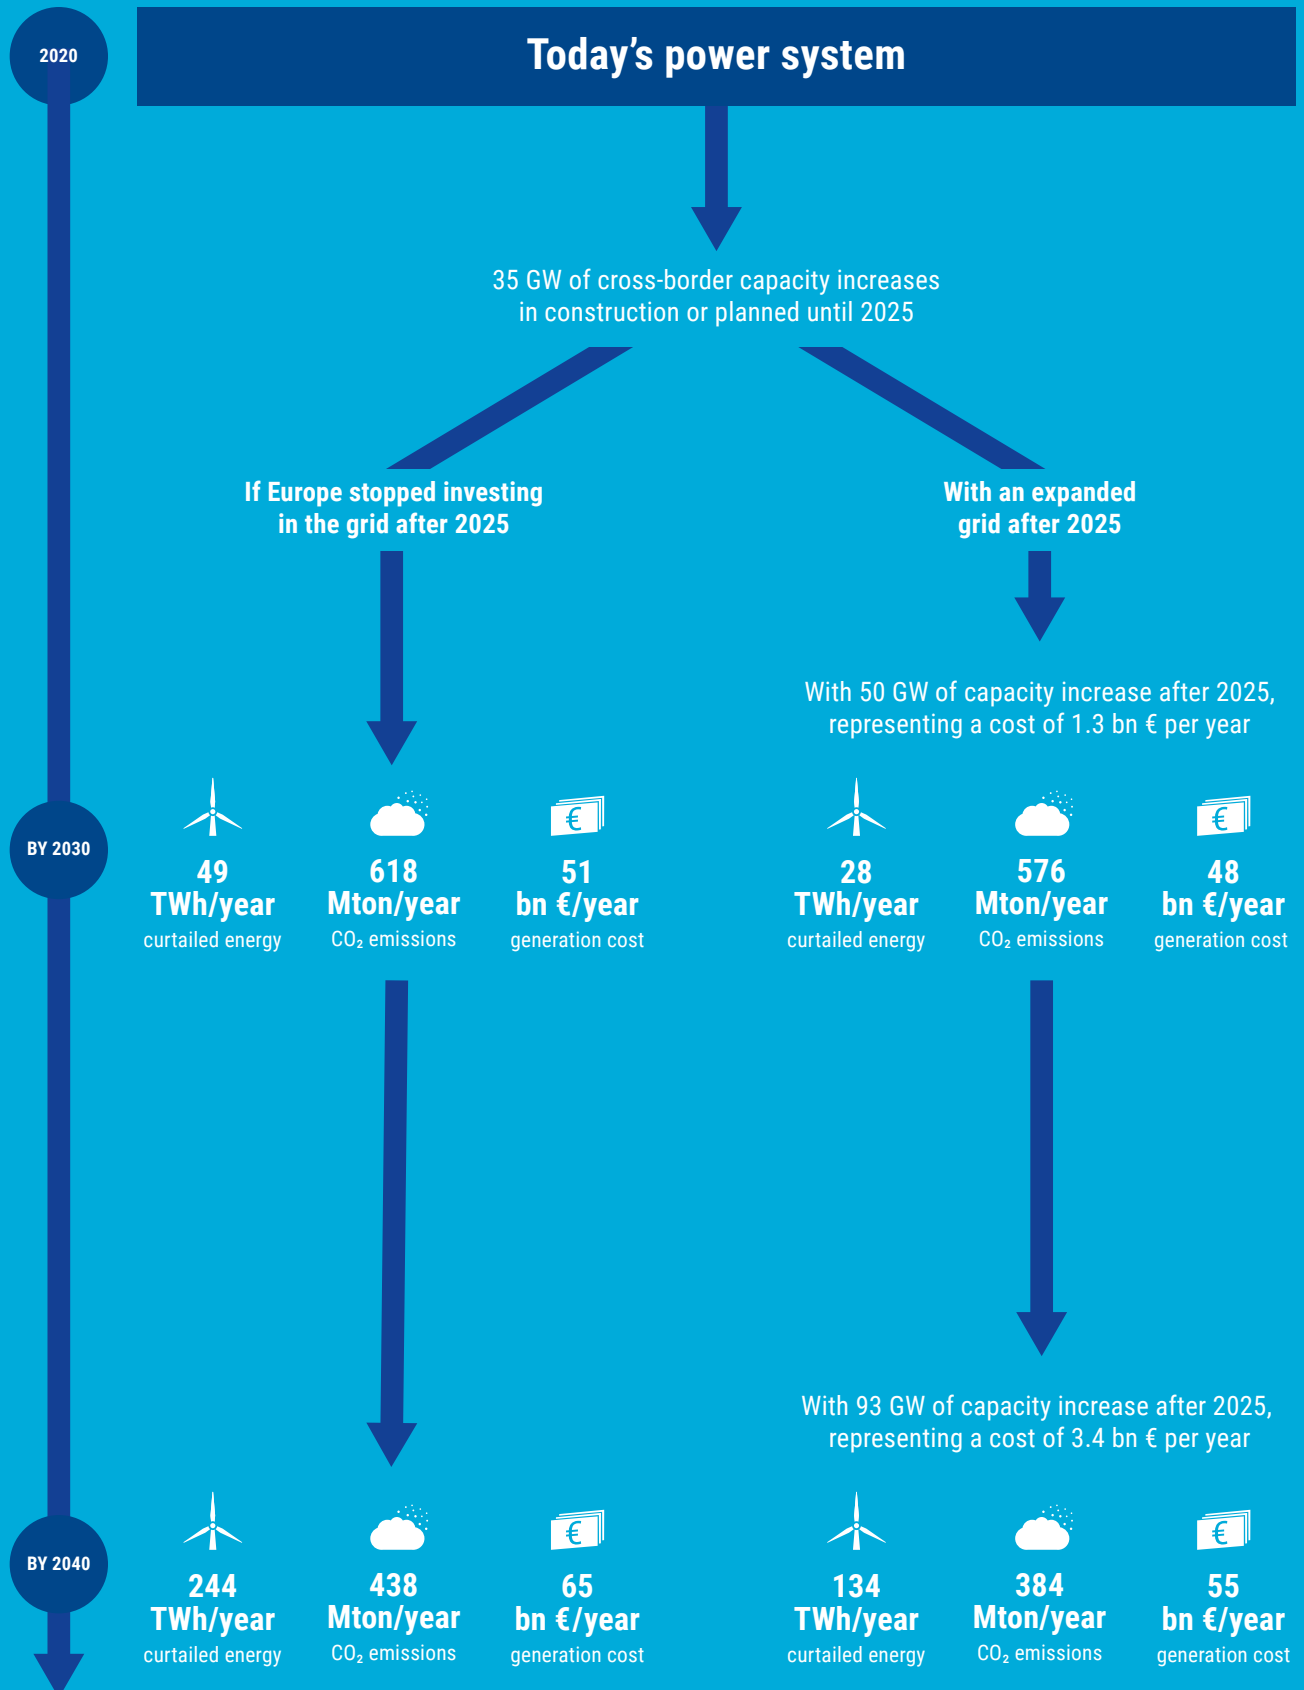 2020
Today’s power system
35 GW of cross-border capacity increases
in construction or planned until 2025
If Europe stopped investing
in the grid after 2025
With an expanded
grid after 2025
With 50 GW of capacity increase after 2025,
representing a cost of 1.3 bn € per year
BY 2030
49
TWh/year
curtailed energy
618
Mton/year
CO₂ emissions
€
51
bn €/year
generation cost
28
TWh/year
curtailed energy
576
Mton/year
CO₂ emissions
€
48
bn €/year
generation cost
With 93 GW of capacity increase after 2025,
representing a cost of 3.4 bn € per year
BY 2040
244
TWh/year
curtailed energy
438
Mton/year
CO₂ emissions
€
65
bn €/year
generation cost
134
TWh/year
curtailed energy
384
Mton/year
CO₂ emissions
€
55
bn €/year
generation cost